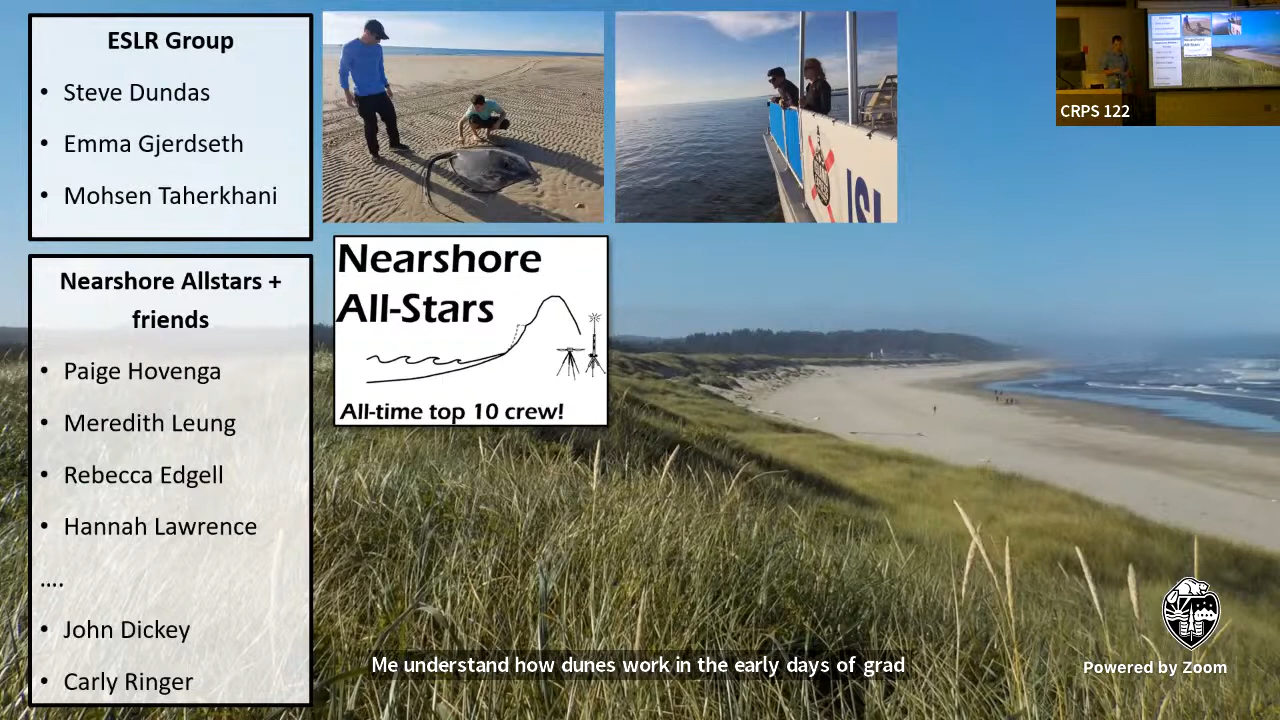 ESLR Group
• Steve Dundas
• Emma Gjerdseth
• Mohsen Taherkhani
Nearshore Allstars +
friends
• Paige Hovenga
• Meredith Leung
• Rebecca Edgell
• Hannah Lawrence
....
• John Dickey
• Carly Ringer
Nearshore
All-Stars
All-time top 10 crew!
CRPS 122
Me understand how dunes work in the early days of grad
Powered by Zoom